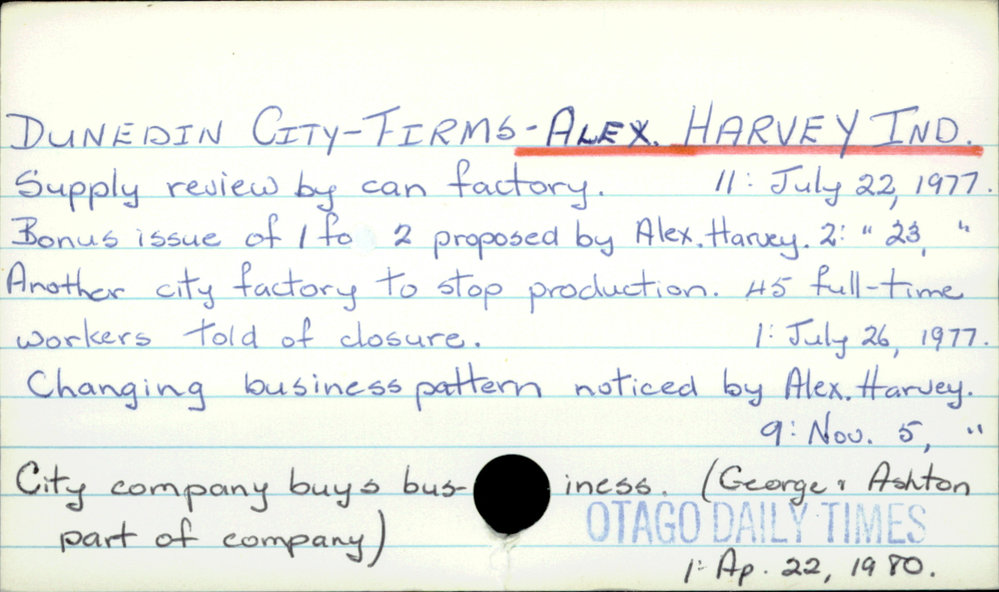 DUNEDIN CITY-FIRMS-ALEX. HARVEY IND.
Supply review by can factory. 11: July 22, 1977.
Bonus issue of 1 fo 2 proposed by Alex. Harvey. 2: " 23, "
Another city factory to stop production. 45 full-time
workers told of closure. 1: July 26, 1977.
Changing business pattern noticed by Alex. Harvey.
9: Nov. 5, "
City company buys bus- iness. (George & Ashton
part of company)
OTAGO DAILY TIMES
1: Ap. 22, 1980.